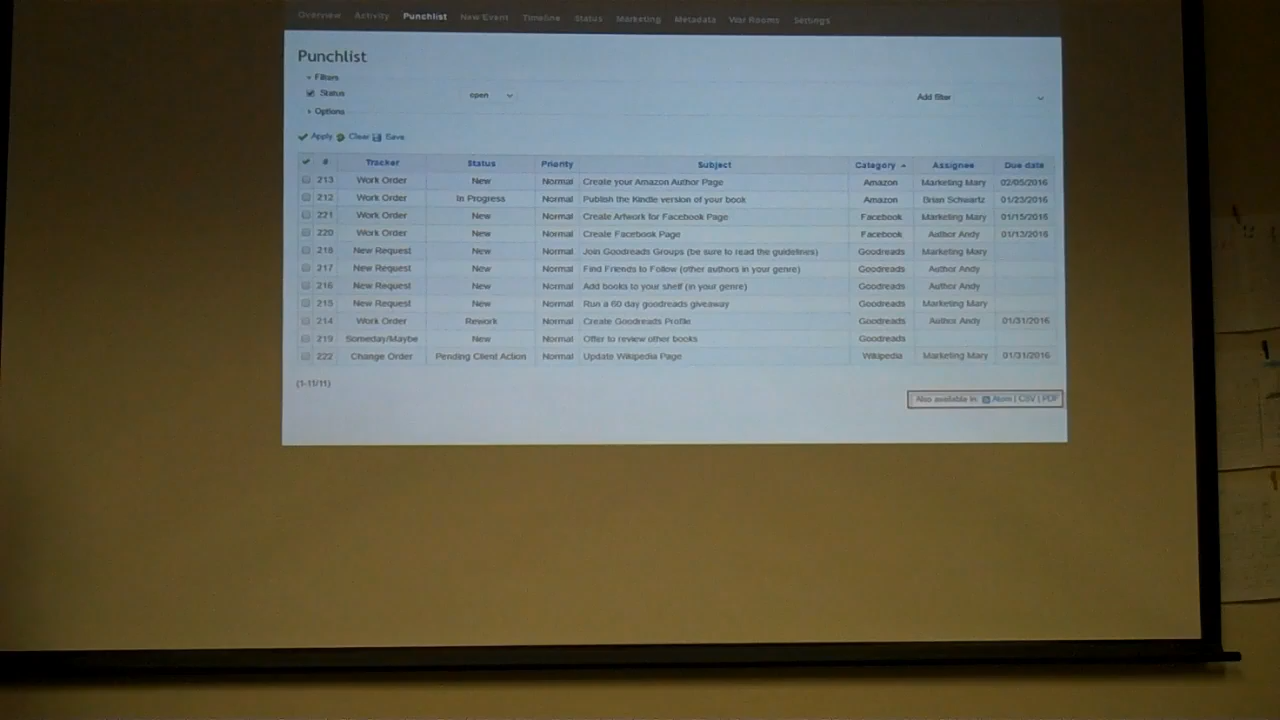 Overview Activity Punchlist New Event Timeline Status Marketing Metadata War Rooms Settings
Punchlist
Filters
Status open Add filter
Options
Apply Clear Save
# Tracker Status Priority Subject Category Assignee Due date
213 Work Order New Normal Create your Amazon Author Page Amazon Marketing Mary 02/05/2016
212 Work Order In Progress Normal Publish the Kindle version of your book Amazon Brian Schwartz 01/23/2016
221 Work Order New Normal Create Artwork for Facebook Page Facebook Marketing Mary 01/15/2016
220 Work Order New Normal Create Facebook Page Facebook Author Andy 01/13/2016
218 New Request New Normal Join Goodreads Groups (be sure to read the guidelines) Goodreads Marketing Mary
217 New Request New Normal Find Friends to Follow (other authors in your genre) Goodreads Author Andy
216 New Request New Normal Add books to your shelf (in your genre) Goodreads Author Andy
215 New Request New Normal Run a 60 day goodreads giveaway Goodreads Marketing Mary
214 Work Order Rework Normal Create Goodreads Profile Goodreads Author Andy 01/31/2016
219 Someday/Maybe New Normal Offer to review other books Goodreads
222 Change Order Pending Client Action Normal Update Wikipedia Page Wikipedia Marketing Mary 01/31/2016
(1-11/11)
Also available in: Atom | CSV | PDF